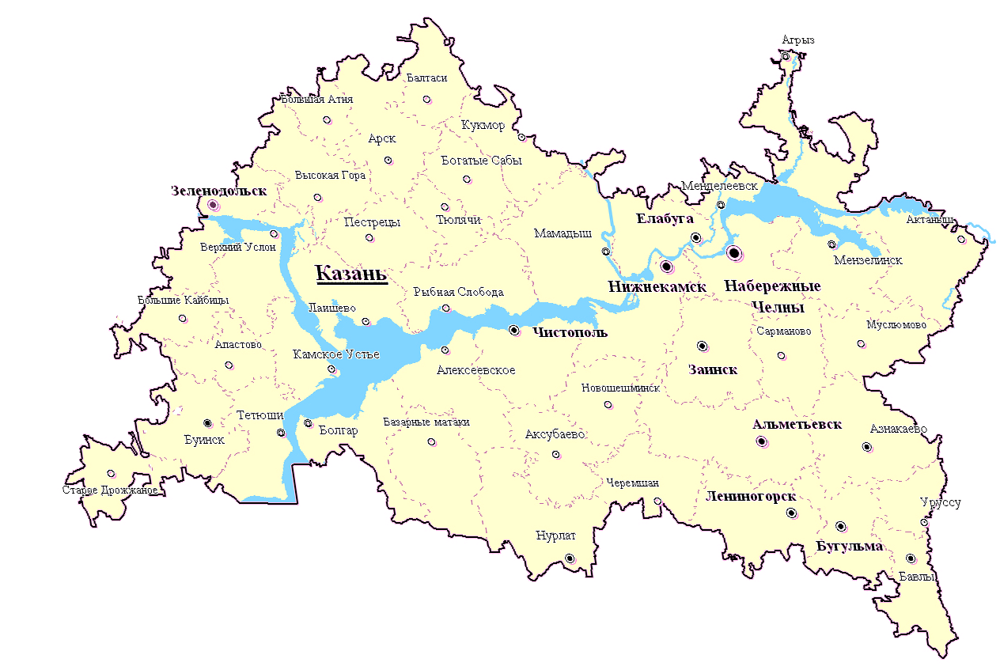 Агрыз
Балтаси
Большая Атня
Кукмор
Арск
Богатые Сабы
Высокая Гора
Зеленодольск
Менделеевск
Елабуга
Тюлячи
Пестрецы
Актаныш
Мамадыш
Верхний Услон
Мензелинск
Казань
Нижнекамск
Набережные
Челны
Рыбная Слобода
Большие Кайбицы
Лаишево
Муслюмово
Чистополь
Сарманово
Апастово
Камское Устье
Алексеевское
Заинск
Новошешминск
Тетюши
Базарные матаки
Альметьевск
Болгар
Аксубаево
Азнакаево
Буинск
Черемшан
Старое Дрожжаное
Лениногорск
Уруссу
Нурлат
Бугульма
Бавлы